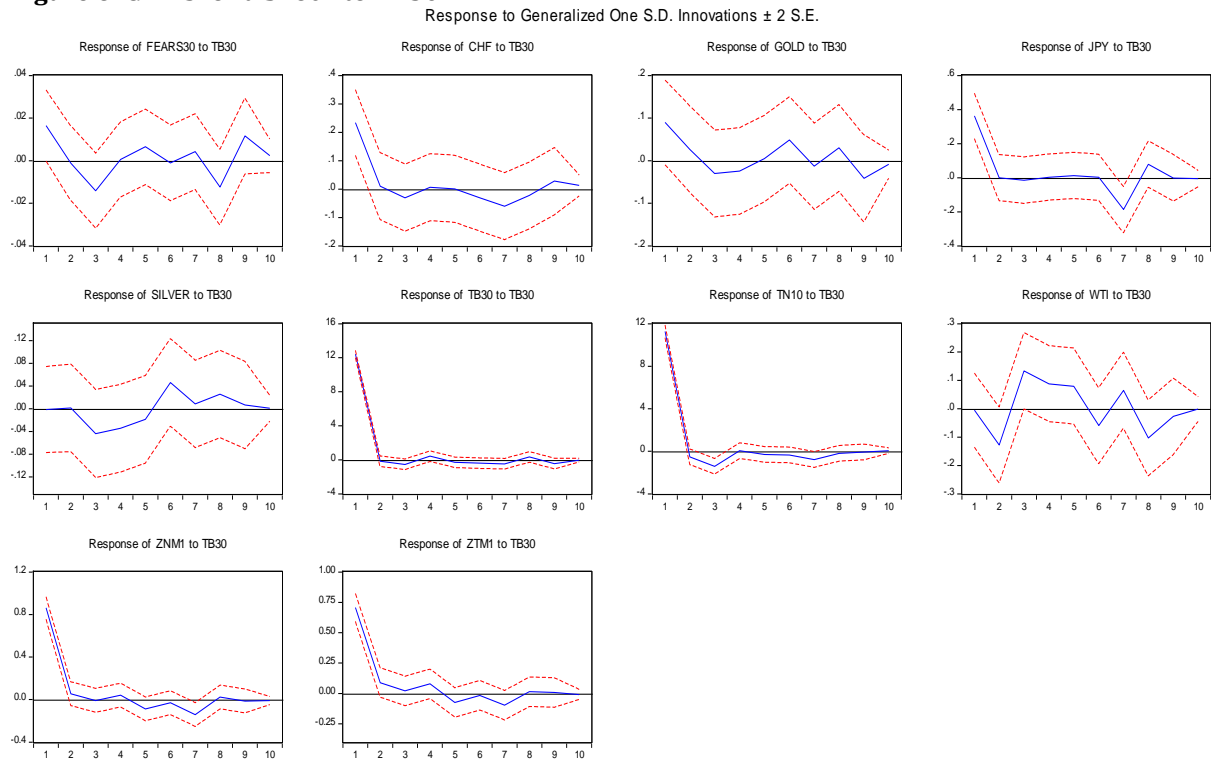 Response to Generalized One S.D. Innovations ± 2 S.E.
Response of FEARS30 to TB30
.04
.02
.00
-.02
-.04
1 2 3 4 5 6 7 8 9 10
Response of CHF to TB30
.4
.3
.2
.1
.0
-.1
-.2
1 2 3 4 5 6 7 8 9 10
Response of GOLD to TB30
.2
.1
.0
-.1
-.2
1 2 3 4 5 6 7 8 9 10
Response of JPY to TB30
.6
.4
.2
.0
-.2
-.4
1 2 3 4 5 6 7 8 9 10
Response of SILVER to TB30
.12
.08
.04
.00
-.04
-.08
-.12
1 2 3 4 5 6 7 8 9 10
Response of TB30 to TB30
16
12
8
4
0
-4
1 2 3 4 5 6 7 8 9 10
Response of TN10 to TB30
12
8
4
0
-4
1 2 3 4 5 6 7 8 9 10
Response of WTI to TB30
.3
.2
.1
.0
-.1
-.2
-.3
1 2 3 4 5 6 7 8 9 10
Response of ZNM1 to TB30
1.2
0.8
0.4
0.0
-0.4
1 2 3 4 5 6 7 8 9 10
Response of ZTM1 to TB30
1.00
0.75
0.50
0.25
0.00
-0.25
1 2 3 4 5 6 7 8 9 10